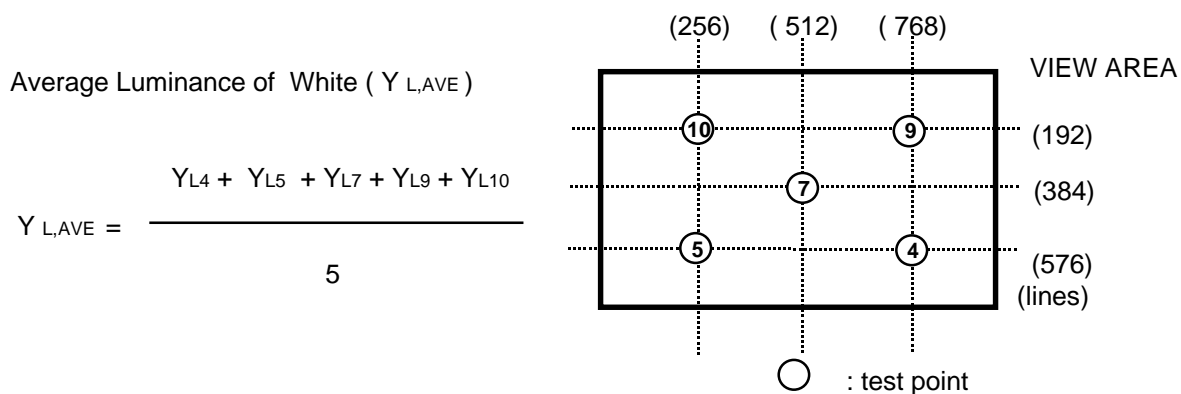 (256) ( 512) ( 768)
Average Luminance of White ( Y L,AVE )
VIEW AREA
10 9 (192)
YL4 + YL5 + YL7 + YL9 + YL10
7 (384)
Y L,AVE =
5 4 (576)
5
(lines)
: test point